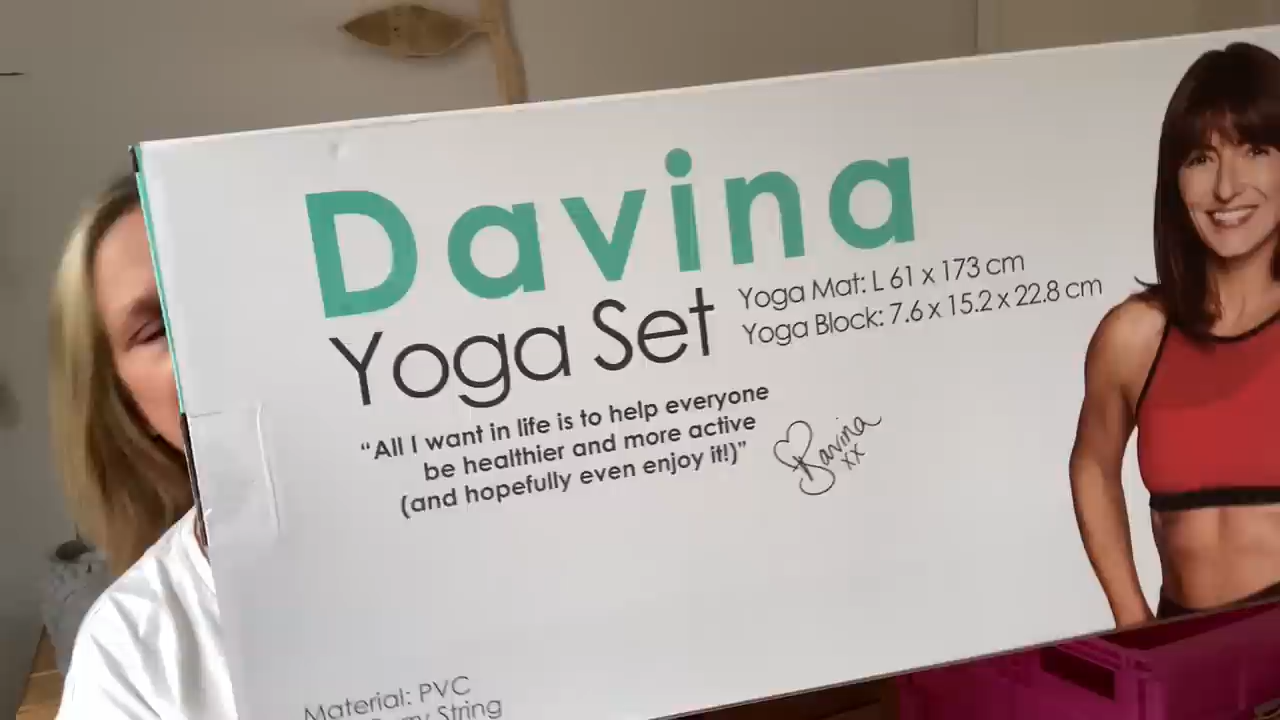 Davina
Yoga Set
Yoga Mat: L 61 x 173 cm
Yoga Block: 7.6 x 15.2 x 22.8 cm
“All I want in life is to help everyone
be healthier and more active
(and hopefully even enjoy it!)”
Davina
xx
Material: PVC
String